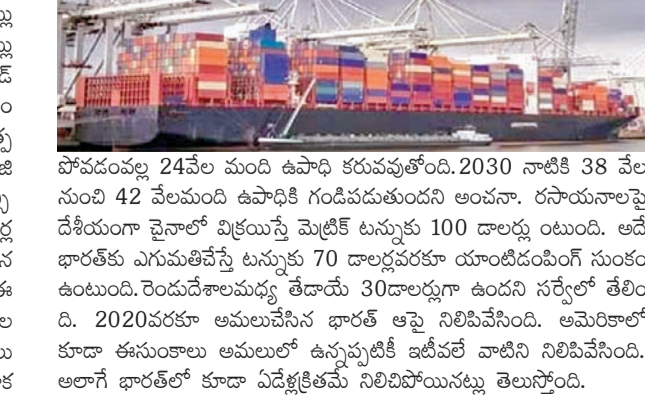 ట్లు
ట్లు
డ్
ం
త్ప
జి
న్ని
ర్ల
న
ఈ
ల
లు
ాక
పోవడంవల్ల 24వేల మంది ఉపాధి కరువవుతోంది.2030 నాటికి 38 వేల
నుంచి 42 వేలమంది ఉపాధికి గండిపడుతుందని అంచనా. రసాయనాలపై
దేశీయంగా చైనాలో విక్రయిస్తే మెట్రిక్ టన్నుకు 100 డాలర్లు ంటుంది. అదే
భారత్‌కు ఎగుమతిచేస్తే టన్నుకు 70 డాలర్లవరకూ యాంటిడంపింగ్ సుంకం
ఉంటుంది.రెండుదేశాలమధ్య తేడాయే 30డాలర్లుగా ఉందని సర్వేలో తేలిం
ది. 2020వరకూ అమలుచేసిన భారత్ ఆపై నిలిపివేసింది. అమెరికాలో
కూడా ఈసుంకాలు అమలులో ఉన్నప్పటికీ ఇటీవలే వాటిని నిలిపివేసింది.
అలాగే భారత్‌లో కూడా ఏడేళ్లక్రితమే నిలిచిపోయినట్లు తెలుస్తోంది.